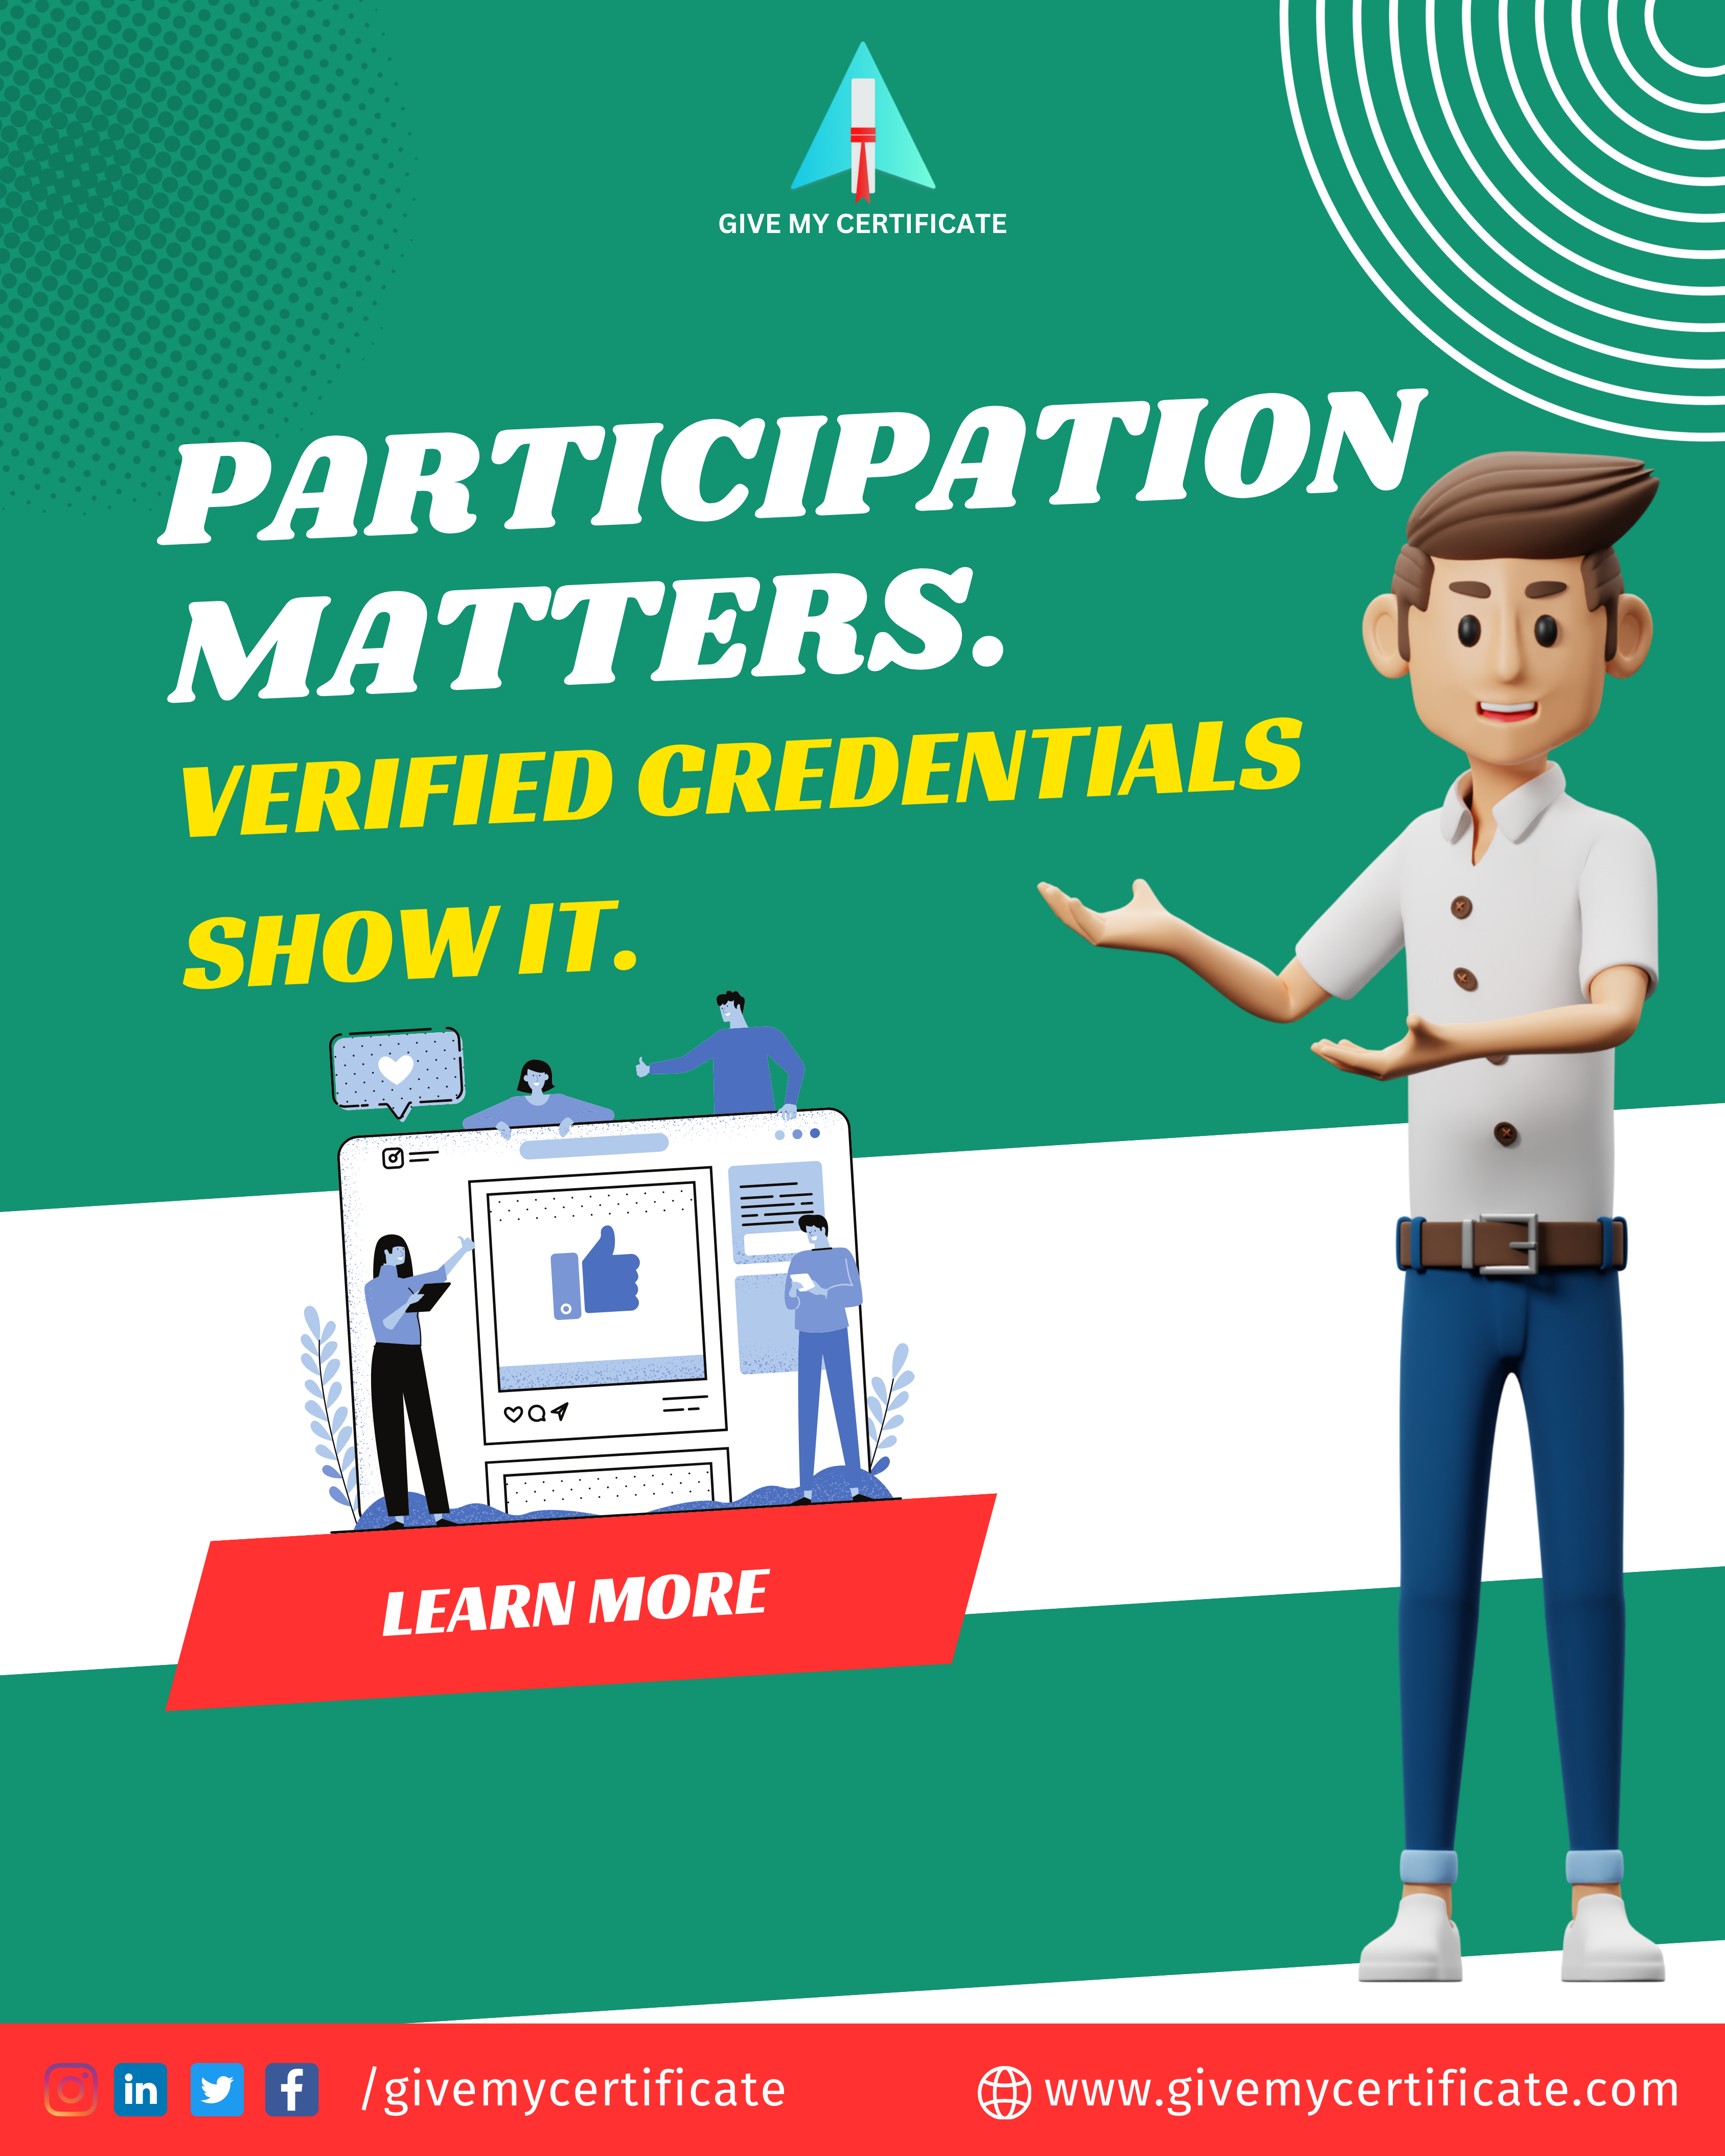 GIVE MY CERTIFICATE
PARTICIPATION
MATTERS.
VERIFIED CREDENTIALS
SHOW IT.
LEARN MORE
/givemycertificate
www.givemycertificate.com